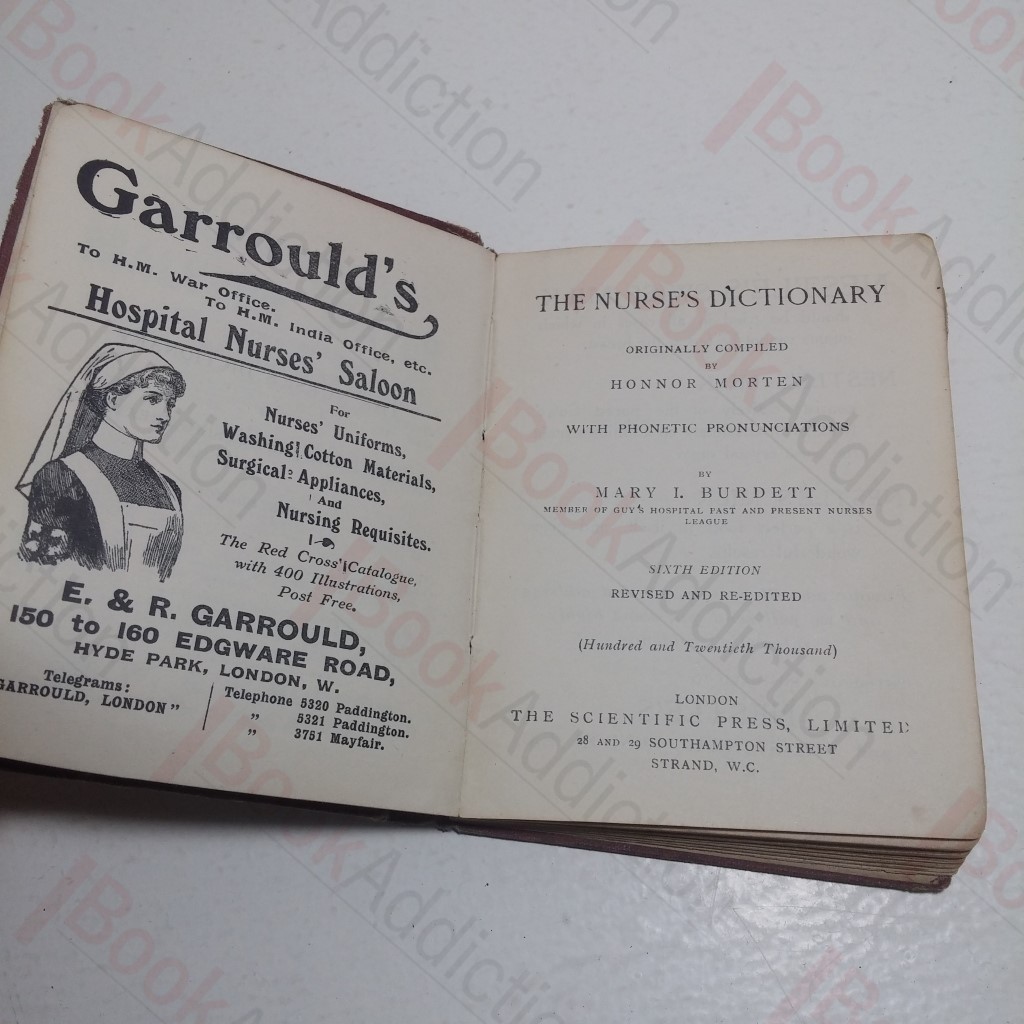 Garrould's,
To H.M. War Office.
To H.M. India Office, etc.
Hospital Nurses' Saloon
For
Nurses' Uniforms,
Washing Cotton Materials,
Surgical Appliances,
And
Nursing Requisites.
The Red Cross Catalogue,
with 400 Illustrations,
Post Free.
E. & R. GARROULD,
150 to 160 EDGWARE ROAD,
HYDE PARK, LONDON, W.
Telegrams:
GARROULD, LONDON"
Telephone 5320 Paddington.
" 5321 Paddington.
" 3751 Mayfair.
THE NURSE'S DICTIONARY
ORIGINALLY COMPILED
BY
HONNOR MORTEN
WITH PHONETIC PRONUNCIATIONS
BY
MARY I. BURDETT
MEMBER OF GUY'S HOSPITAL PAST AND PRESENT NURSES
LEAGUE
SIXTH EDITION
REVISED AND RE-EDITED
(Hundred and Twentieth Thousand)
LONDON
THE SCIENTIFIC PRESS, LIMITED
28 AND 29 SOUTHAMPTON STREET
STRAND, W.C.
BookAddiction